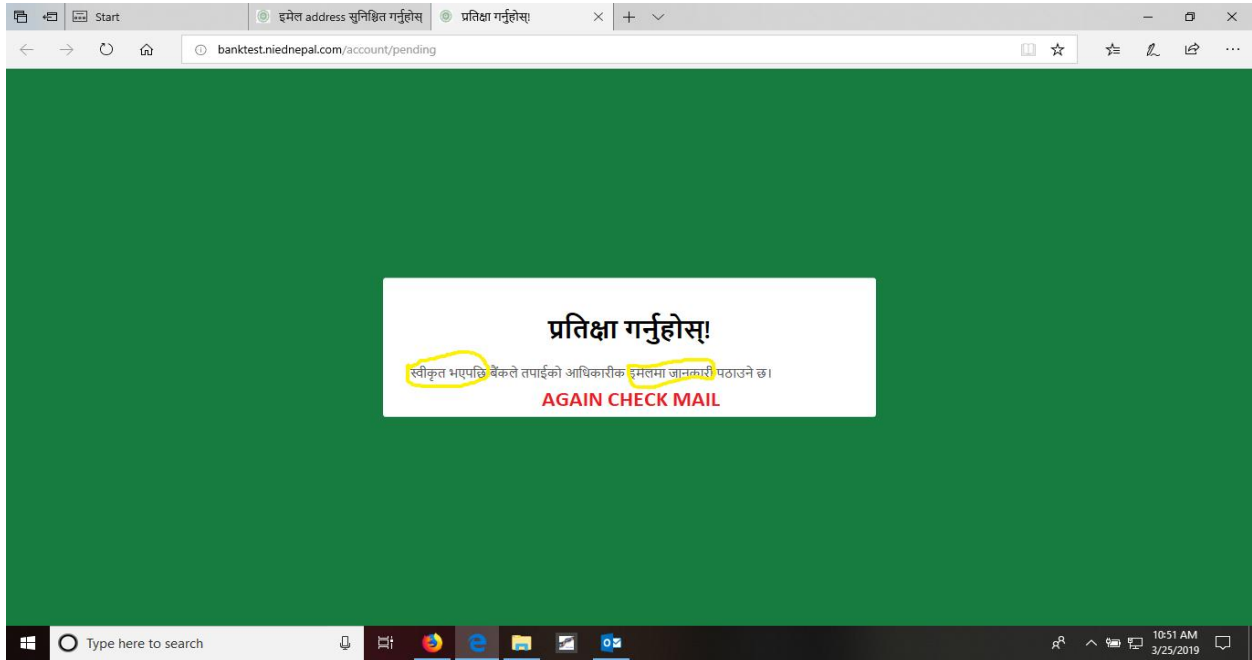 Start
इमेल address सुनिश्चित गर्नुहोस्
प्रतिक्षा गर्नुहोस्!
banktest.niednepal.com/account/pending
प्रतिक्षा गर्नुहोस्!
स्वीकृत भएपछि बैंकले तपाईको आधिकारीक इमेलमा जानकारी पठाउने छ।
AGAIN CHECK MAIL
Type here to search
10:51 AM
3/25/2019